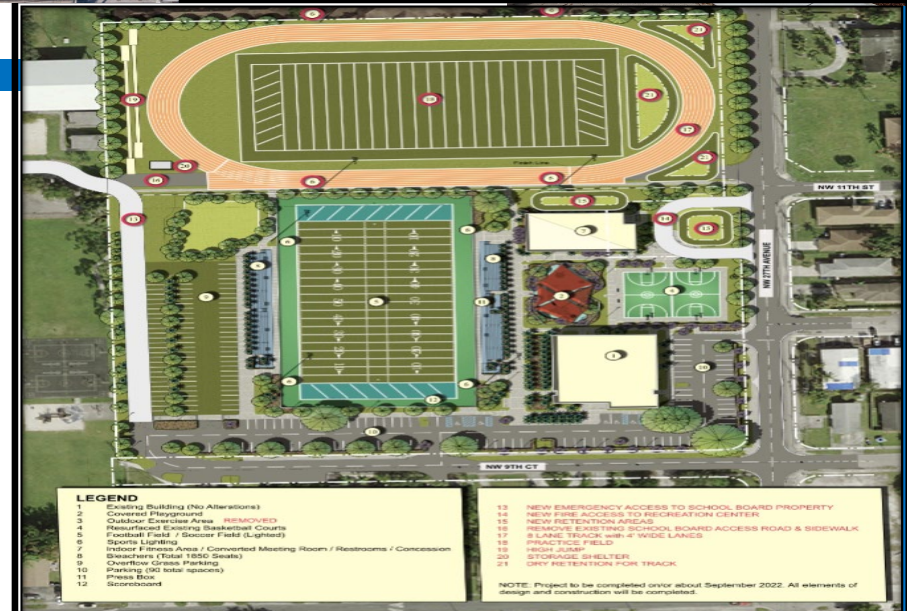 Finish Line
NW 11TH ST
NW 27TH AVENUE
NW 9TH CT
LEGEND
1 Existing Building (No Alterations)
2 Covered Playground
3 Outdoor Exercise Area REMOVED
4 Resurfaced Existing Basketball Courts
5 Football Field / Soccer Field (Lighted)
6 Sports Lighting
7 Indoor Fitness Area / Converted Meeting Room / Restrooms / Concession
8 Bleachers (Total 1850 Seats)
9 Overflow Grass Parking
10 Parking (90 total spaces)
11 Press Box
12 Scoreboard
13 NEW EMERGENCY ACCESS TO SCHOOL BOARD PROPERTY
14 NEW FIRE ACCESS TO RECREATION CENTER
15 NEW RETENTION AREAS
16 REMOVE EXISTING SCHOOL BOARD ACCESS ROAD & SIDEWALK
17 8 LANE TRACK with 4' WIDE LANES
18 PRACTICE FIELD
19 HIGH JUMP
20 STORAGE SHELTER
21 DRY RETENTION FOR TRACK
NOTE: Project to be completed on/or about September 2022. All elements of
design and construction will be completed.